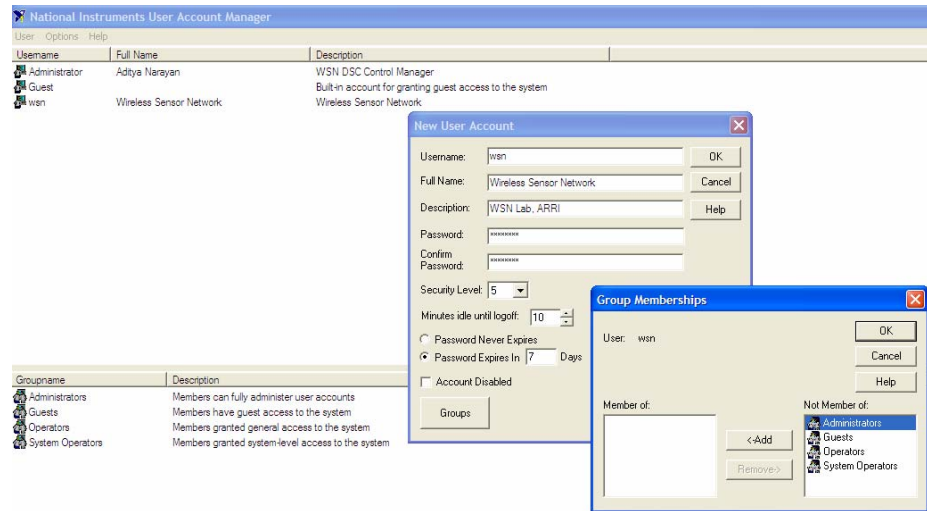 National Instruments User Account Manager
User Options Help
Username Full Name Description
Administrator Aditya Narayan WSN DSC Control Manager
Guest Built-in account for granting guest access to the system
wsn Wireless Sensor Network Wireless Sensor Network
Groupname Description
Administrators Members can fully administer user accounts
Guests Members have guest access to the system
Operators Members granted general access to the system
System Operators Members granted system-level access to the system
New User Account
Username: wsn OK
Full Name: Wireless Sensor Network Cancel
Description: WSN Lab, ARRI Help
Password: ********
Confirm
Password: ********
Security Level: 5
Minutes idle until logoff: 10
Password Never Expires
Password Expires In 7 Days
Account Disabled
Groups
Group Memberships
User: wsn OK
Cancel
Help
Member of: Not Member of:
Administrators
Guests
<-Add Operators
System Operators
Remove->